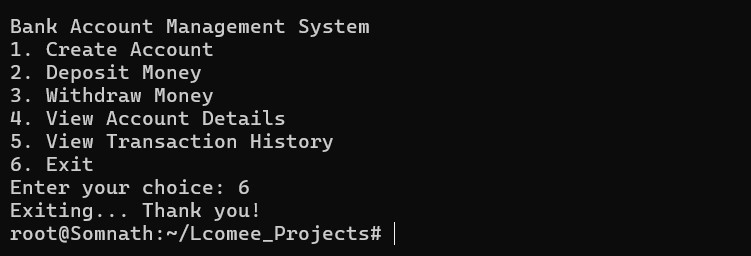 Bank Account Management System
1. Create Account
2. Deposit Money
3. Withdraw Money
4. View Account Details
5. View Transaction History
6. Exit
Enter your choice: 6
Exiting... Thank you!
root@Somnath:~/Lcomee_Projects#